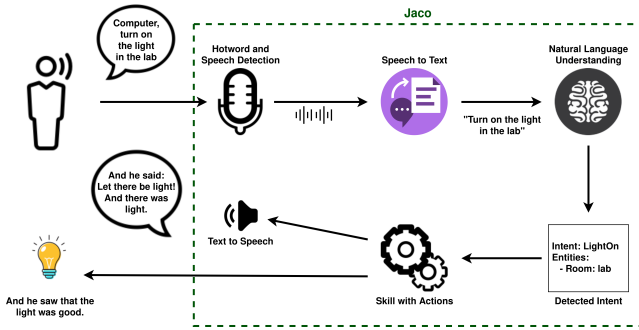 Jaco
Computer,
turn on
the light
in the lab
Hotword and
Speech Detection
Speech to Text
Natural Language
Understanding
"Turn on the light
in the lab"
And he said:
Let there be light!
And there was
light.
Text to Speech
Intent: LightOn
Entities:
- Room: lab
And he saw that the
light was good.
Skill with Actions
Detected Intent